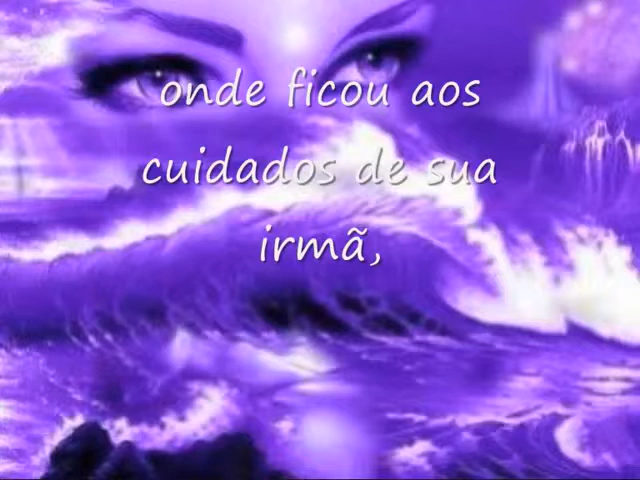 onde ficou aos
cuidados de sua
irmã,